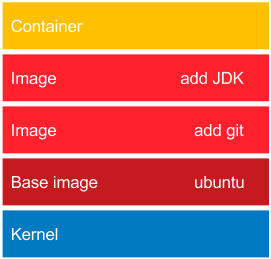 Container
Image add JDK
Image add git
Base image ubuntu
Kernel